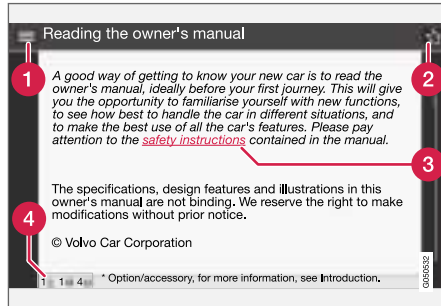 Reading the owner's manual
1
2
A good way of getting to know your new car is to read the
owner's manual, ideally before your first journey. This will give
you the opportunity to familiarise yourself with new functions,
to see how best to handle the car in different situations, and
to make the best use of all the car's features. Please pay
attention to the safety instructions contained in the manual.
3
The specifications, design features and illustrations in this
owner's manual are not binding. We reserve the right to make
modifications without prior notice.
4
© Volvo Car Corporation
* Option/accessory, for more information, see Introduction.
G050532